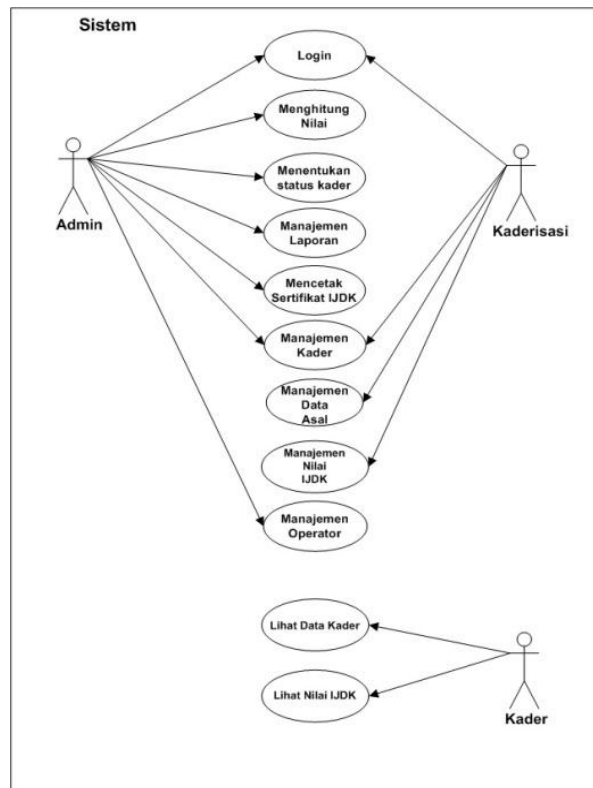 Sistem
Login
Menghitung
Nilai
Menentukan
status kader
Admin
Kaderisasi
Manajemen
Laporan
Mencetak
Sertifikat IJDK
Manajemen
Kader
Manajemen
Data
Asal
Manajemen
Nilai
IJDK
Manajemen
Operator
Lihat Data Kader
Lihat Nilai IJDK
Kader